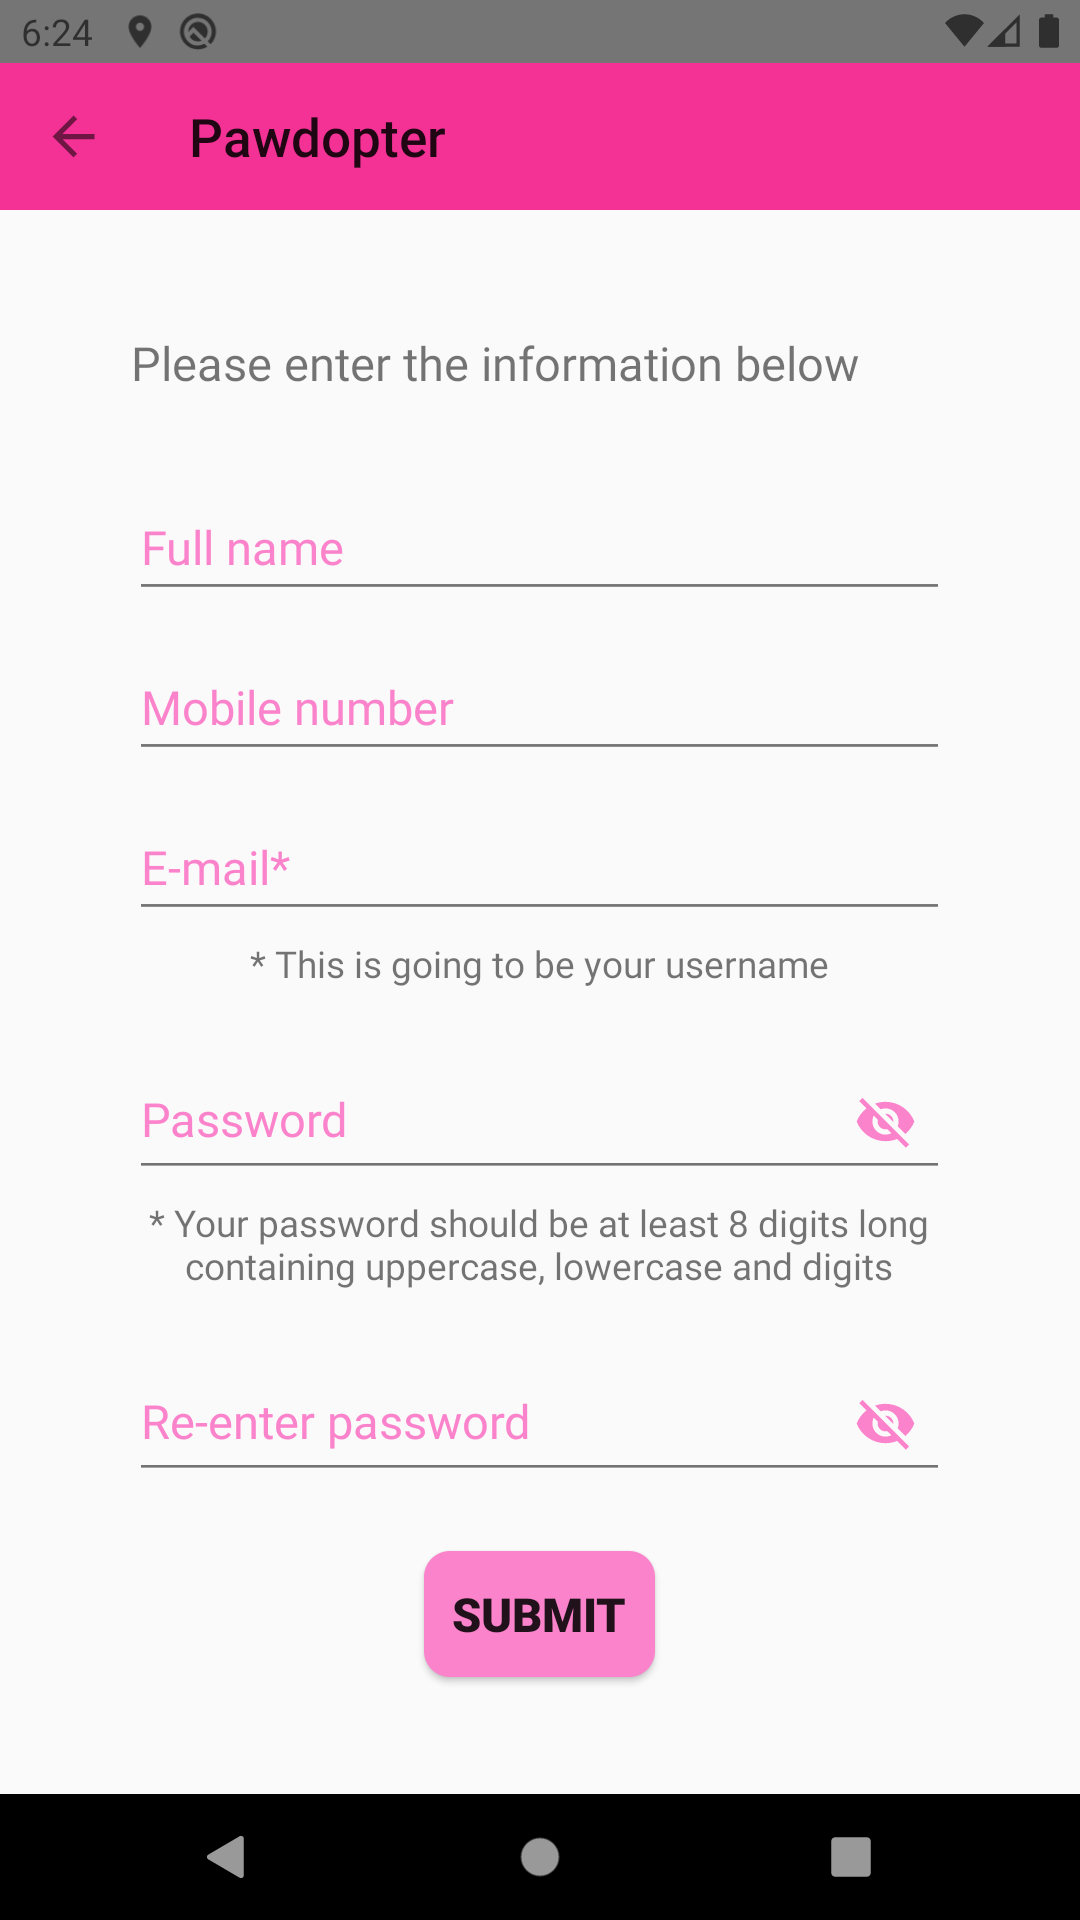 6:24
Pawdopter
Please enter the information below
Full name
Mobile number
E-mail*
* This is going to be your username
Password
* Your password should be at least 8 digits long
containing uppercase, lowercase and digits
Re-enter password
SUBMIT